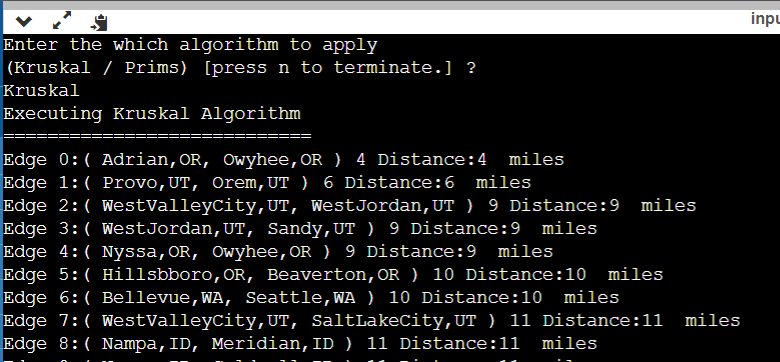 inpu
Enter the which algorithm to apply
(Kruskal / Prims) [press n to terminate.] ?
Kruskal
Executing Kruskal Algorithm
============================
Edge 0:( Adrian,OR, Owyhee,OR ) 4 Distance:4  miles
Edge 1:( Provo,UT, Orem,UT ) 6 Distance:6  miles
Edge 2:( WestValleyCity,UT, WestJordan,UT ) 9 Distance:9  miles
Edge 3:( WestJordan,UT, Sandy,UT ) 9 Distance:9  miles
Edge 4:( Nyssa,OR, Owyhee,OR ) 9 Distance:9  miles
Edge 5:( Hillsbboro,OR, Beaverton,OR ) 10 Distance:10  miles
Edge 6:( Bellevue,WA, Seattle,WA ) 10 Distance:10  miles
Edge 7:( WestValleyCity,UT, SaltLakeCity,UT ) 11 Distance:11  miles
Edge 8:( Nampa,ID, Meridian,ID ) 11 Distance:11  miles